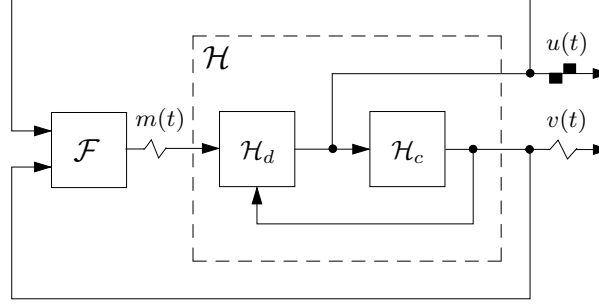 u(t)
ℋ
m(t)
v(t)
ℱ
ℋ_d
ℋ_c